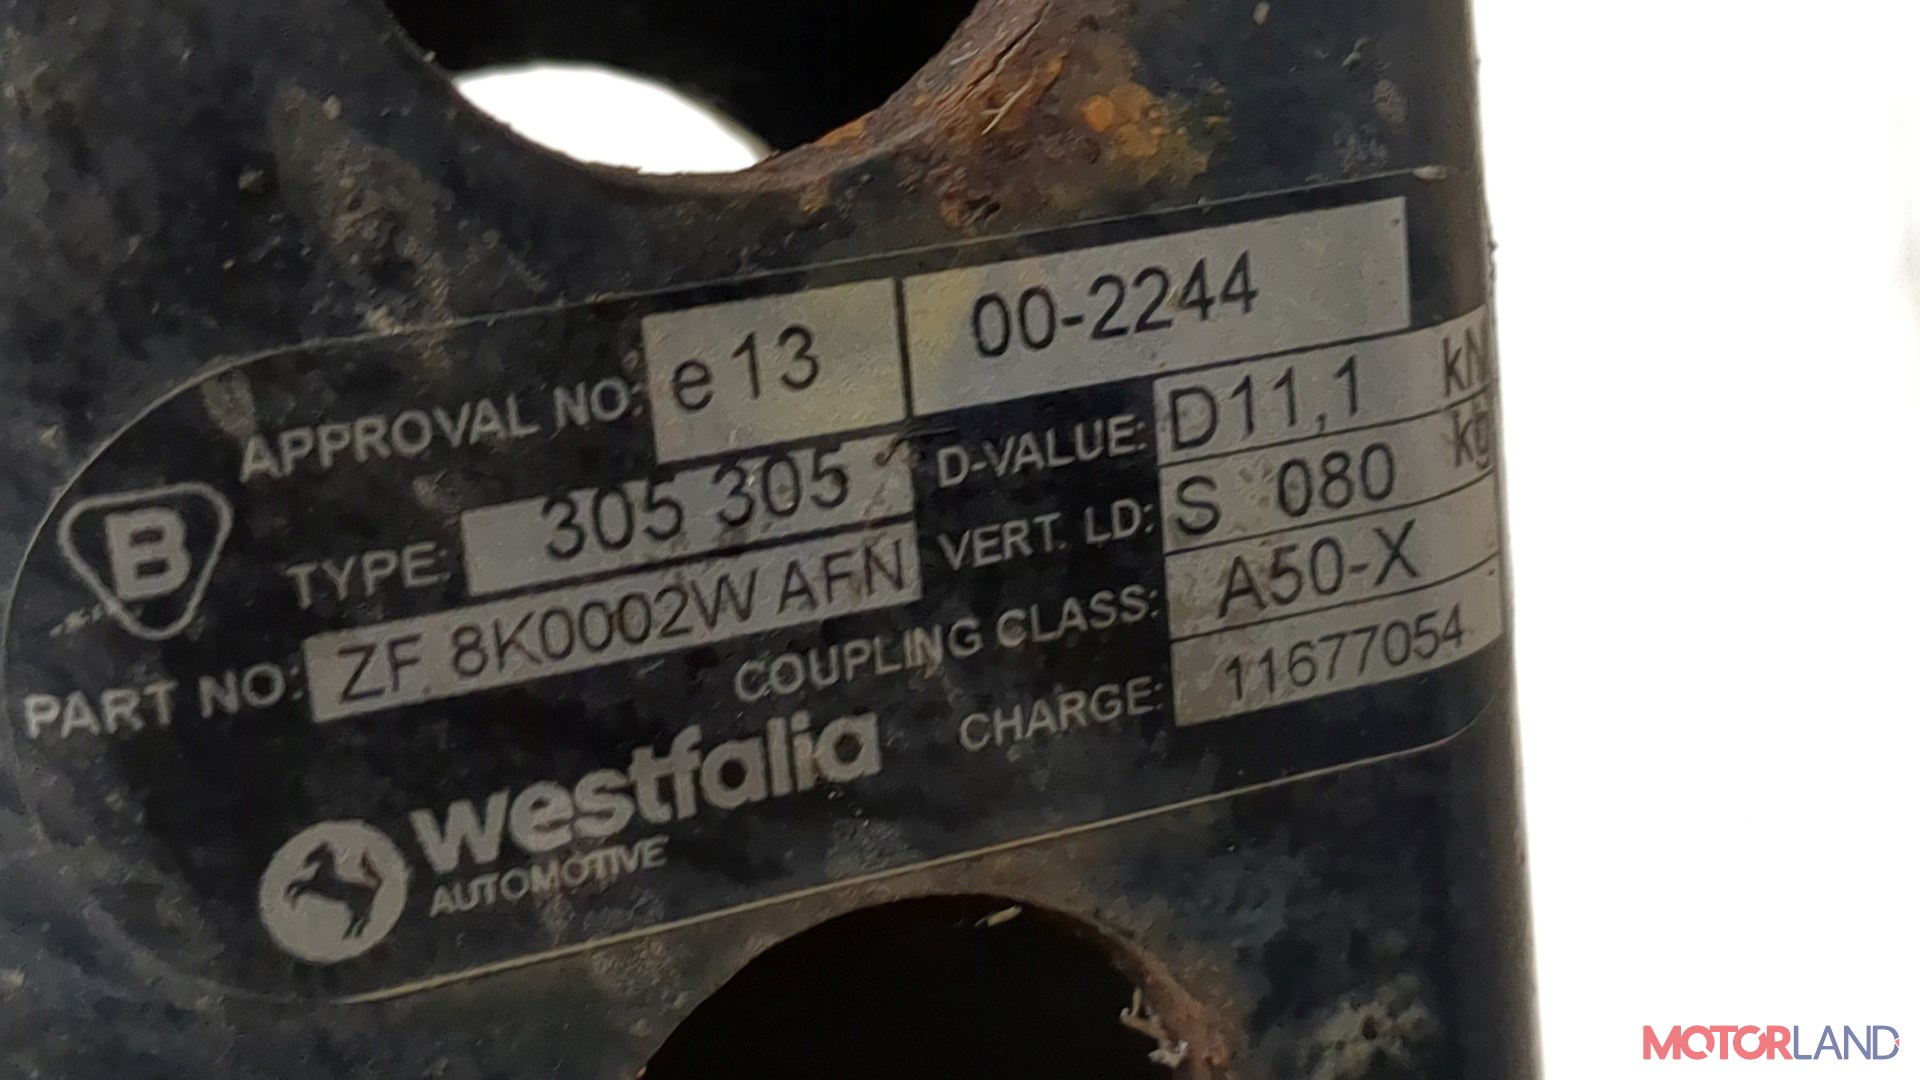 APPROVAL NO: e13 00-2244
TYPE: 305 305 D-VALUE: D11,1 kN
PART NO: ZF. 8K0002W AFN VERT. LD: S 080 kg
COUPLING CLASS: A50-X
CHARGE: 11677054
B
westfalia
AUTOMOTIVE
MOTORLAND